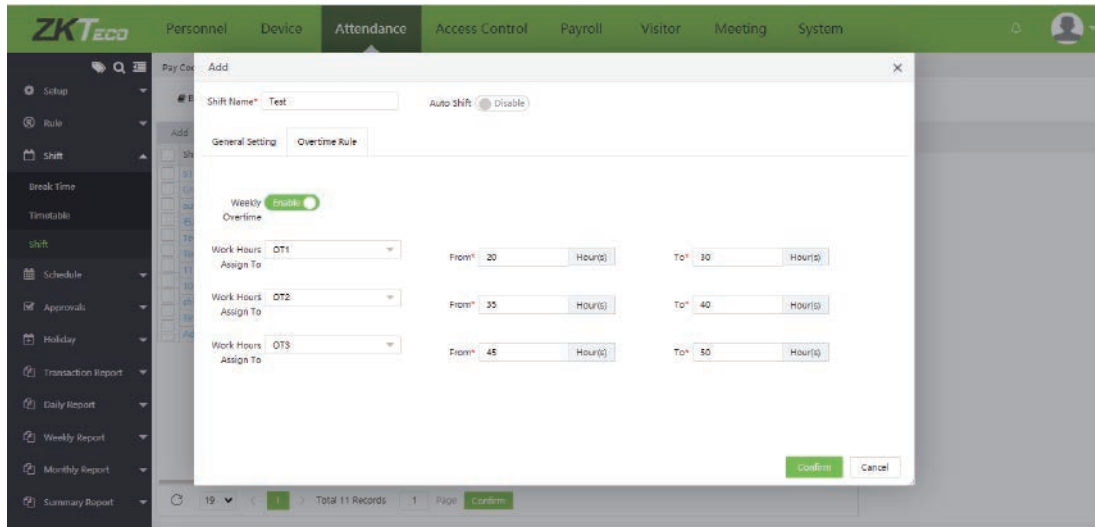 ZKTeco Personnel Device Attendance Access Control Payroll Visitor Meeting System
Pay Co
Add
Setup
Shift Name* Test
Auto Shift Disable
Rule
Add
General Setting Overtime Rule
Shift
Sh
Break Time
Weekly Overtime Enable
Timetable
Shift
Work Hours Assign To OT1 From* 20 Hour(s) To* 30 Hour(s)
Schedule
Work Hours Assign To OT2 From* 35 Hour(s) To* 40 Hour(s)
Approvals
Holiday
Work Hours Assign To OT3 From* 45 Hour(s) To* 50 Hour(s)
Transaction Report
Daily Report
Weekly Report
Monthly Report
Confirm Cancel
Summary Report
19 1 Total 11 Records 1 Page Confirm